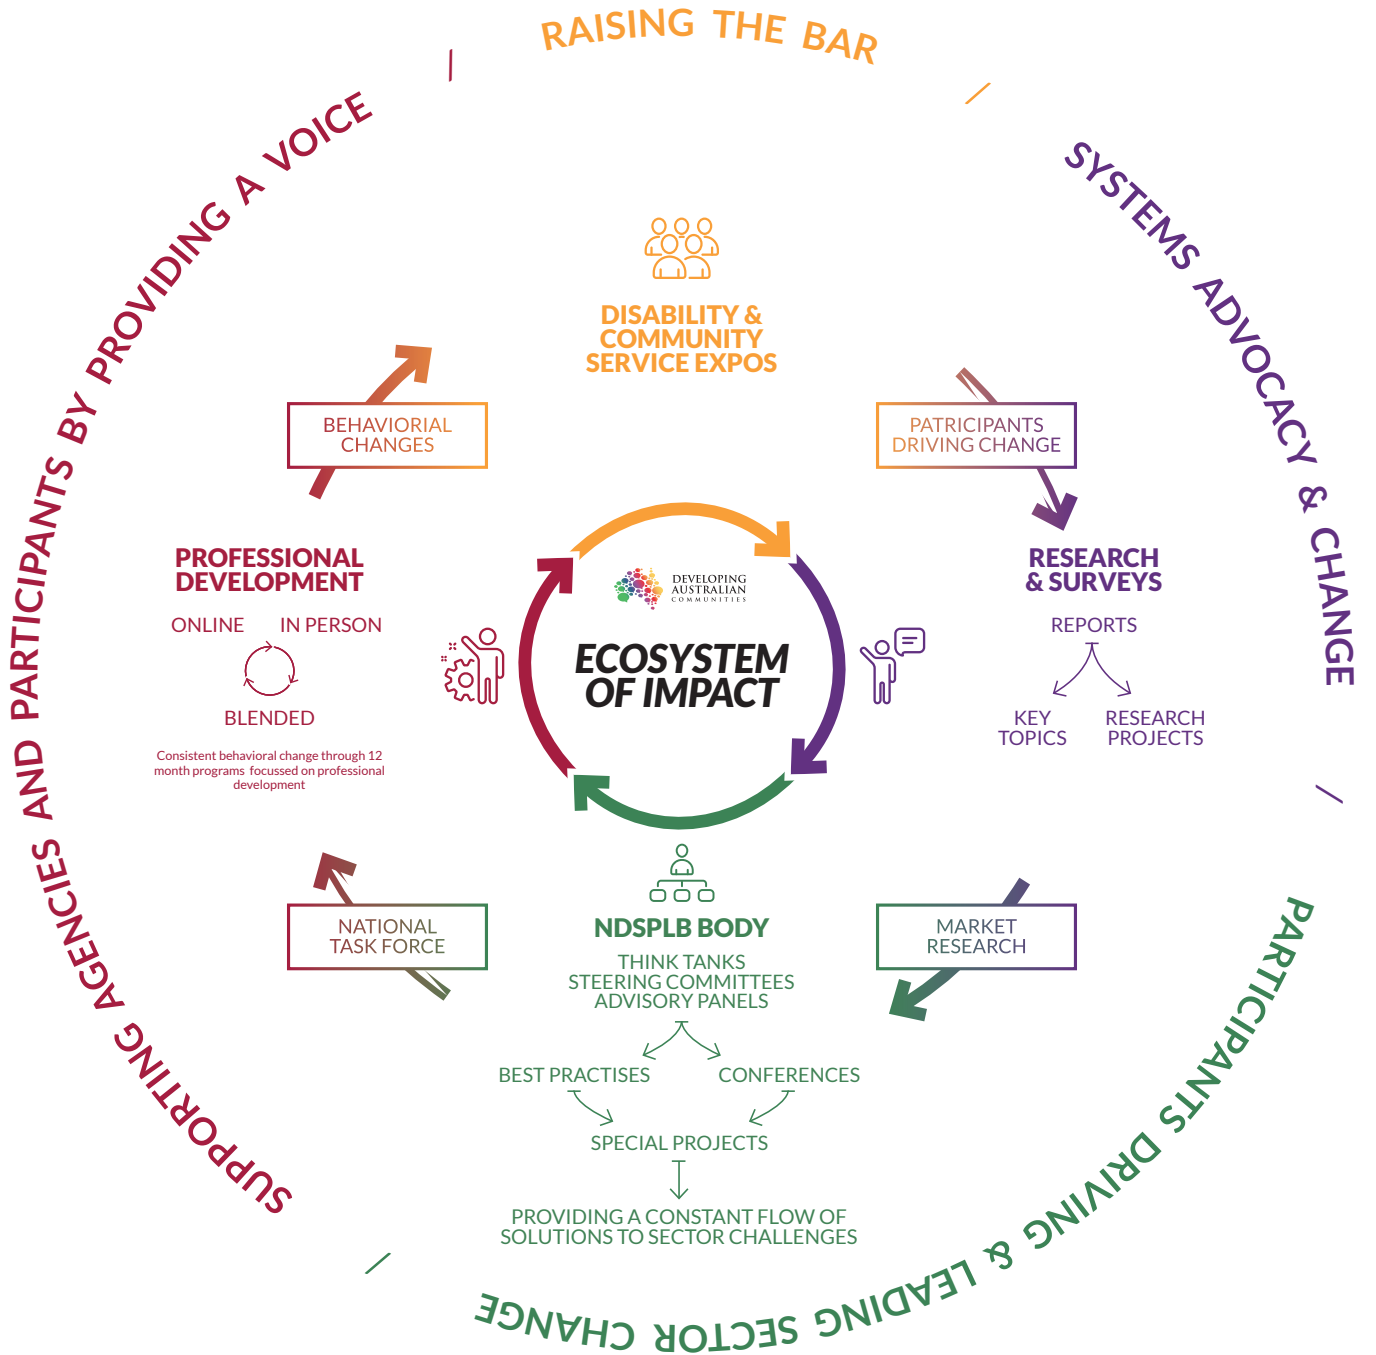 RAISING THE BAR
SYSTEMS ADVOCACY & CHANGE
PARTICIPANTS DRIVING & LEADING SECTOR CHANGE
SUPPORTING AGENCIES AND PARTICIPANTS BY PROVIDING A VOICE
DISABILITY &
COMMUNITY
SERVICE EXPOS
BEHAVIORIAL
CHANGES
PATRICIPANTS
DRIVING CHANGE
PROFESSIONAL
DEVELOPMENT
ONLINE
IN PERSON
BLENDED
Consistent behavioral change through 12
month programs focussed on professional
development
DEVELOPING
AUSTRALIAN
COMMUNITIES
ECOSYSTEM
OF IMPACT
RESEARCH
& SURVEYS
REPORTS
KEY
TOPICS
RESEARCH
PROJECTS
NATIONAL
TASK FORCE
MARKET
RESEARCH
NDSPLB BODY
THINK TANKS
STEERING COMMITTEES
ADVISORY PANELS
BEST PRACTISES
CONFERENCES
SPECIAL PROJECTS
PROVIDING A CONSTANT FLOW OF
SOLUTIONS TO SECTOR CHALLENGES